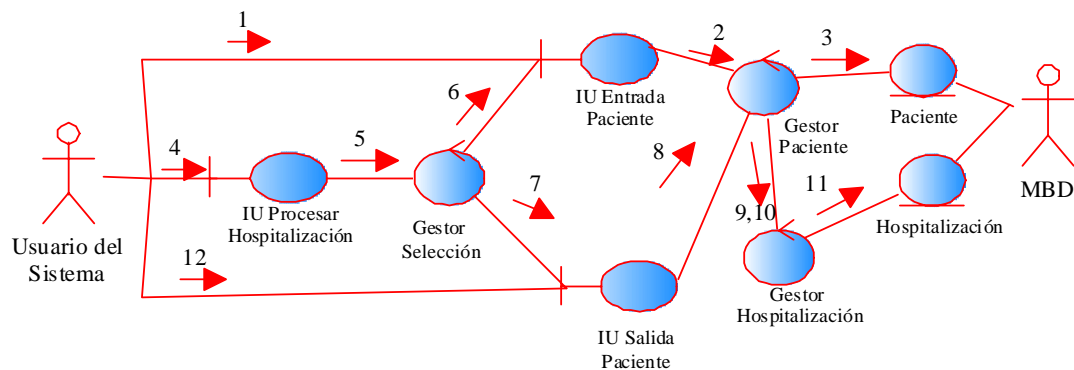 1
2
3
6
IU Entrada
Paciente
Paciente
Gestor
Paciente
4
5
8
7
9,10
11
MBD
IU Procesar
Hospitalización
Gestor
Selección
Hospitalización
Usuario del
Sistema
12
Gestor
Hospitalización
IU Salida
Paciente